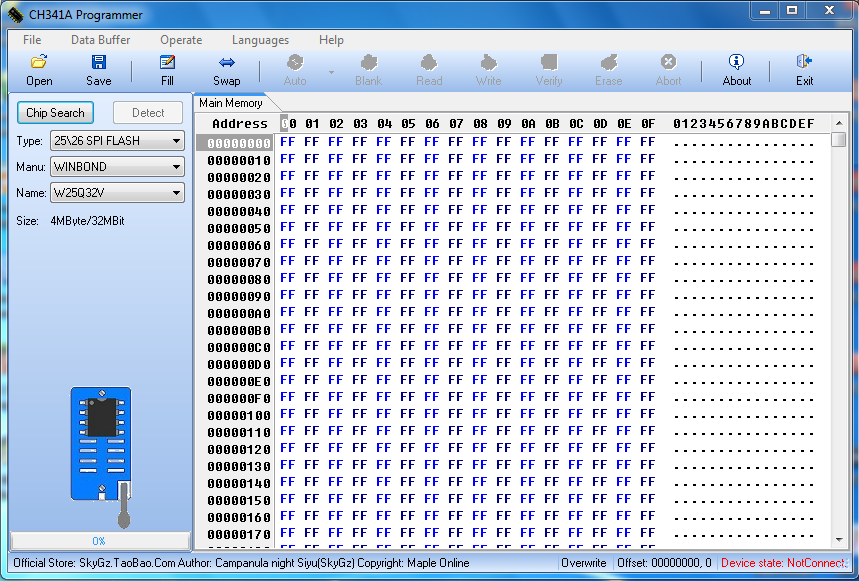 CH341A Programmer
File Data Buffer Operate Languages Help
Open Save Fill Swap Auto Blank Read Write Verify Erase Abort About Exit
Chip Search Detect
Type: 25\26 SPI FLASH
Manu: WINBOND
Name: W25Q32V
Size: 4MByte/32MBit
0%
Main Memory
Address 00 01 02 03 04 05 06 07 08 09 0A 0B 0C 0D 0E 0F 0123456789ABCDEF
00000000 FF FF FF FF FF FF FF FF FF FF FF FF FF FF FF FF ................
00000010 FF FF FF FF FF FF FF FF FF FF FF FF FF FF FF FF ................
00000020 FF FF FF FF FF FF FF FF FF FF FF FF FF FF FF FF ................
00000030 FF FF FF FF FF FF FF FF FF FF FF FF FF FF FF FF ................
00000040 FF FF FF FF FF FF FF FF FF FF FF FF FF FF FF FF ................
00000050 FF FF FF FF FF FF FF FF FF FF FF FF FF FF FF FF ................
00000060 FF FF FF FF FF FF FF FF FF FF FF FF FF FF FF FF ................
00000070 FF FF FF FF FF FF FF FF FF FF FF FF FF FF FF FF ................
00000080 FF FF FF FF FF FF FF FF FF FF FF FF FF FF FF FF ................
00000090 FF FF FF FF FF FF FF FF FF FF FF FF FF FF FF FF ................
000000A0 FF FF FF FF FF FF FF FF FF FF FF FF FF FF FF FF ................
000000B0 FF FF FF FF FF FF FF FF FF FF FF FF FF FF FF FF ................
000000C0 FF FF FF FF FF FF FF FF FF FF FF FF FF FF FF FF ................
000000D0 FF FF FF FF FF FF FF FF FF FF FF FF FF FF FF FF ................
000000E0 FF FF FF FF FF FF FF FF FF FF FF FF FF FF FF FF ................
000000F0 FF FF FF FF FF FF FF FF FF FF FF FF FF FF FF FF ................
00000100 FF FF FF FF FF FF FF FF FF FF FF FF FF FF FF FF ................
00000110 FF FF FF FF FF FF FF FF FF FF FF FF FF FF FF FF ................
00000120 FF FF FF FF FF FF FF FF FF FF FF FF FF FF FF FF ................
00000130 FF FF FF FF FF FF FF FF FF FF FF FF FF FF FF FF ................
00000140 FF FF FF FF FF FF FF FF FF FF FF FF FF FF FF FF ................
00000150 FF FF FF FF FF FF FF FF FF FF FF FF FF FF FF FF ................
00000160 FF FF FF FF FF FF FF FF FF FF FF FF FF FF FF FF ................
00000170 FF FF FF FF FF FF FF FF FF FF FF FF FF FF FF FF ................
Official Store: SkyGz.TaoBao.Com Author: Campanula night Siyu(SkyGz) Copyright: Maple Online Overwrite Offset: 00000000, 0 Device state: NotConnect.